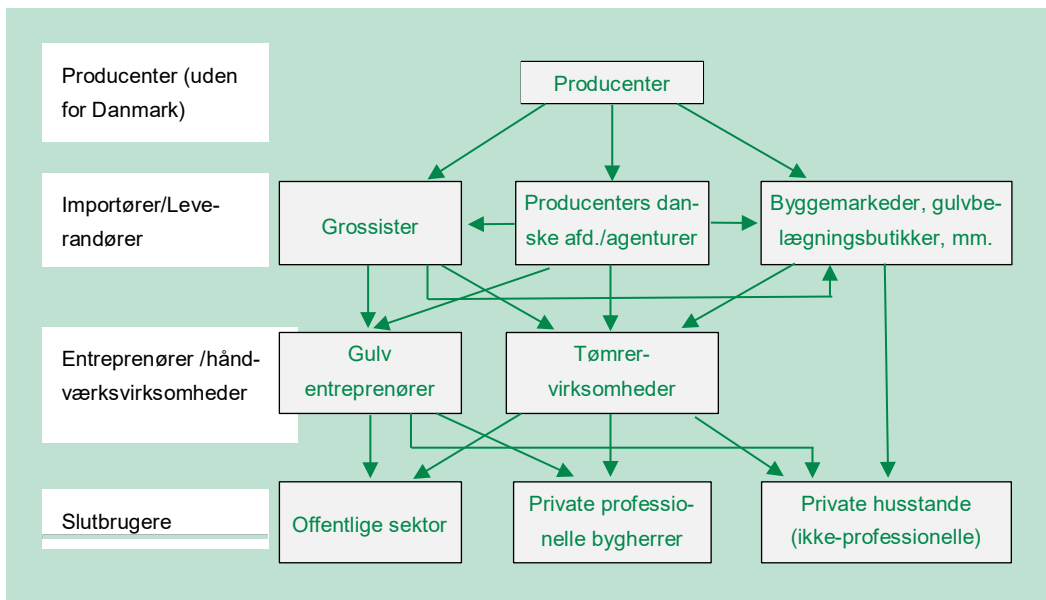 Producenter (uden
for Danmark)
Producenter
Importører/Leve-
randører
Grossister
Producenters dan-
ske afd./agenturer
Byggemarkeder, gulvbe-
lægningsbutikker, mm.
Entreprenører /hånd-
værksvirksomheder
Gulv
entreprenører
Tømrer-
virksomheder
Slutbrugere
Offentlige sektor
Private professio-
nelle bygherrer
Private husstande
(ikke-professionelle)